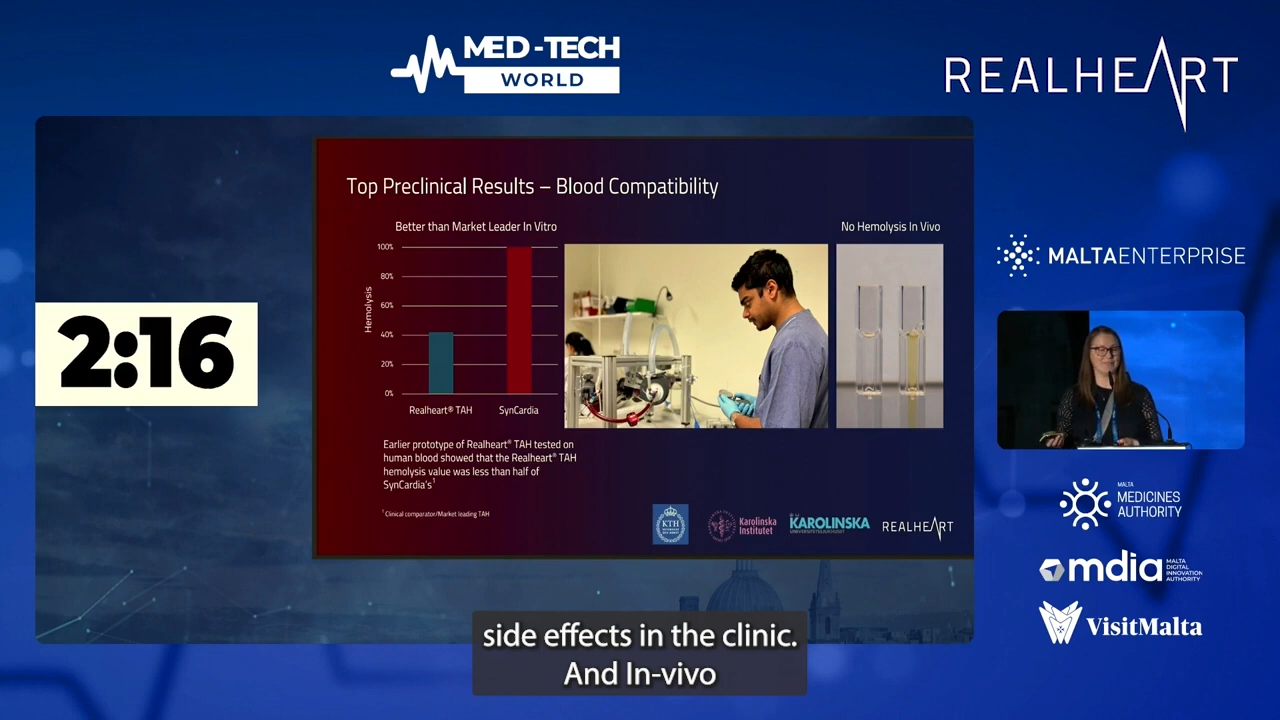 MED-TECH
WORLD
REALHEART
2:16
Top Preclinical Results – Blood Compatibility
Better than Market Leader In Vitro
No Hemolysis In Vivo
100%
80%
60%
40%
20%
0%
Hemolysis
Realheart® TAH
SynCardia
Earlier prototype of Realheart® TAH tested on
human blood showed that the Realheart® TAH
hemolysis value was less than half of
SynCardia's¹
¹ Clinical comparator/Market leading TAH
KTH
Karolinska
Institutet
KAROLINSKA
UNIVERSITETSSJUKHUSET
REALHEART
MALTAENTERPRISE
MALTA
MEDICINES
AUTHORITY
mdia
MALTA
DIGITAL
INNOVATION
AUTHORITY
VisitMalta
side effects in the clinic.
And In-vivo